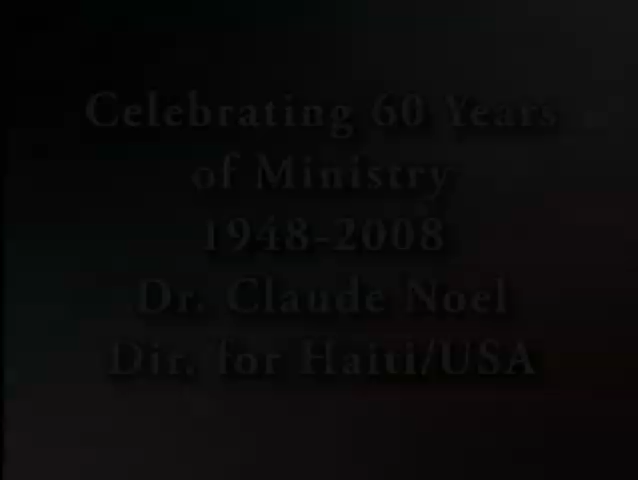 Celebrating 60 Years
of Ministry
1948-2008
Dr. Claude Noel
Dir. for Haiti/USA